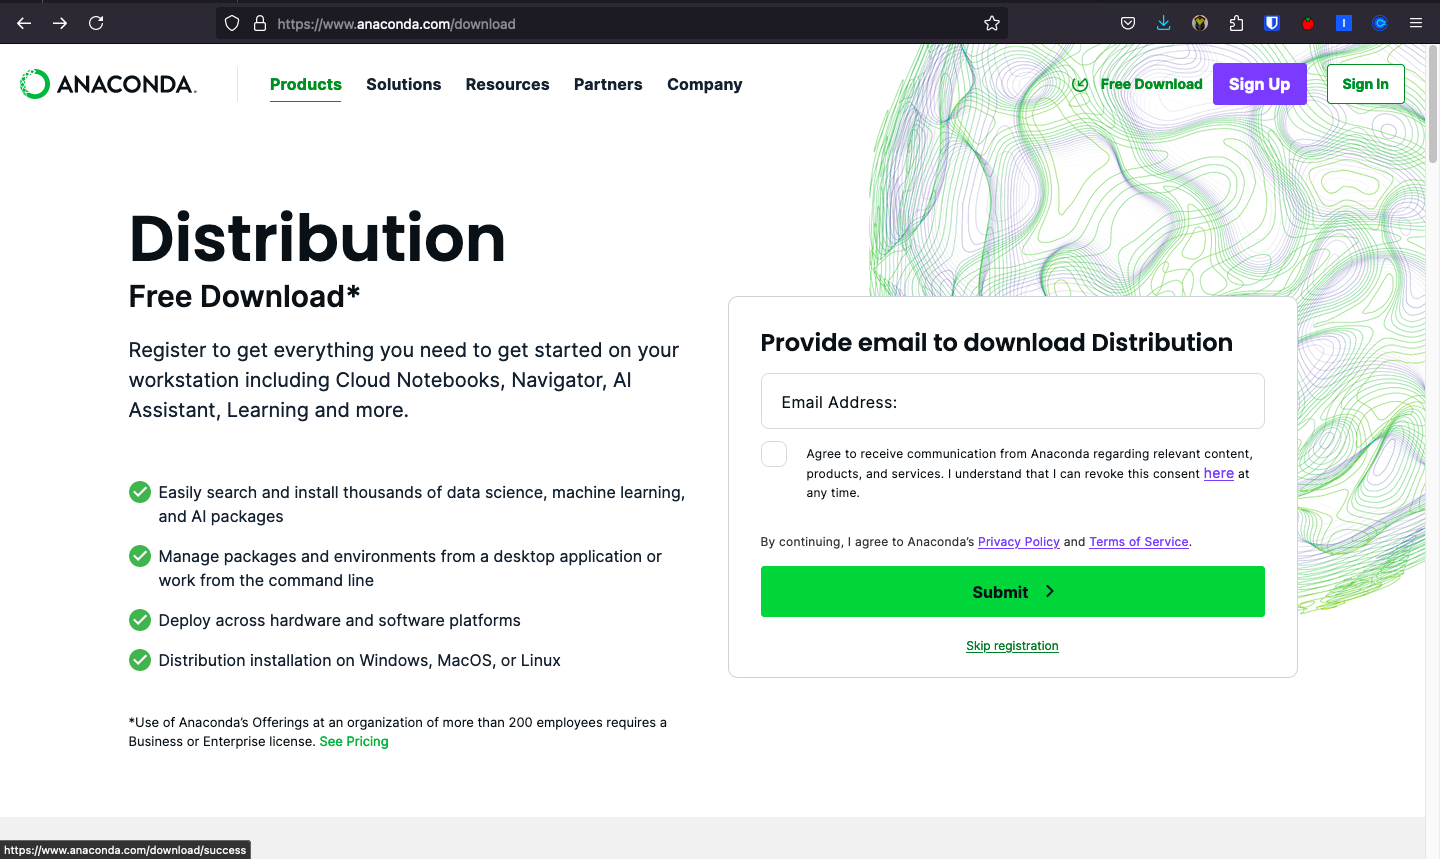 https://www.anaconda.com/download
ANACONDA.
Products
Solutions
Resources
Partners
Company
Free Download
Sign Up
Sign In
Distribution
Free Download*
Register to get everything you need to get started on your
workstation including Cloud Notebooks, Navigator, AI
Assistant, Learning and more.
Easily search and install thousands of data science, machine learning,
and AI packages
Manage packages and environments from a desktop application or
work from the command line
Deploy across hardware and software platforms
Distribution installation on Windows, MacOS, or Linux
*Use of Anaconda's Offerings at an organization of more than 200 employees requires a
Business or Enterprise license. See Pricing
Provide email to download Distribution
Email Address:
Agree to receive communication from Anaconda regarding relevant content,
products, and services. I understand that I can revoke this consent here at
any time.
By continuing, I agree to Anaconda's Privacy Policy and Terms of Service.
Submit
Skip registration
https://www.anaconda.com/download/success